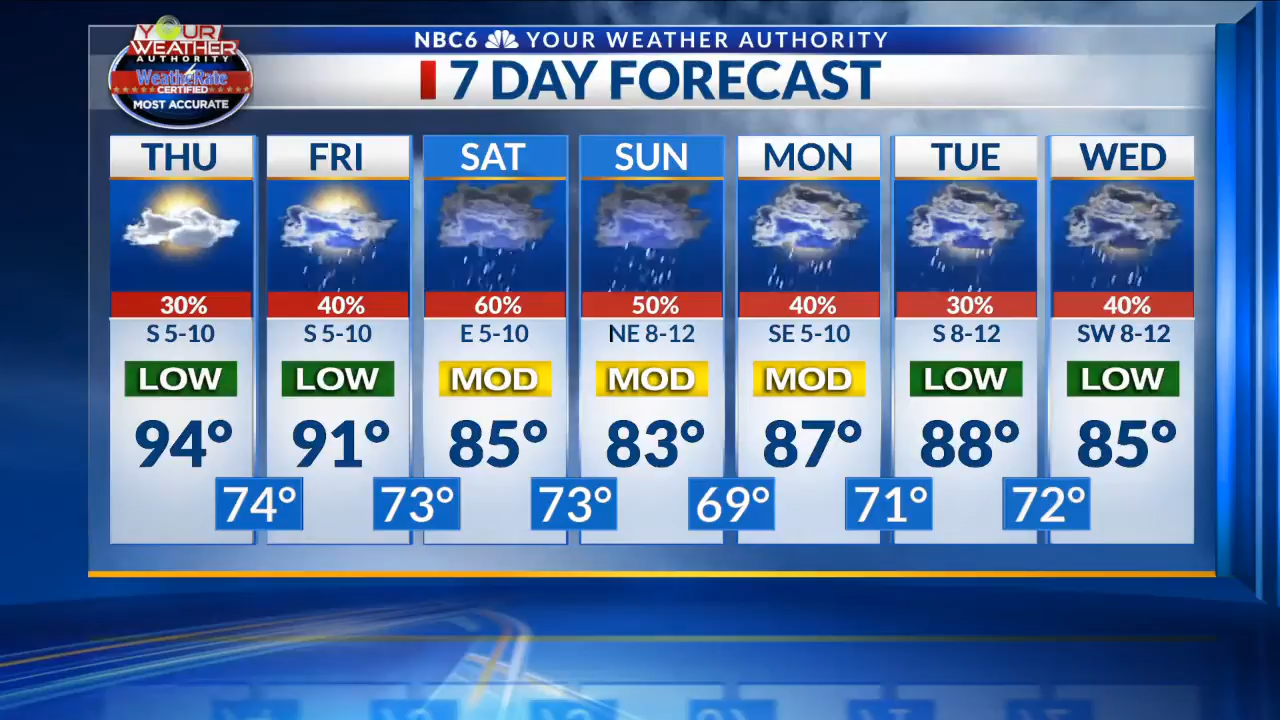 YOUR
WEATHER
AUTHORITY
WeatheRate
CERTIFIED
MOST ACCURATE
NBC6 YOUR WEATHER AUTHORITY
7 DAY FORECAST
THU FRI SAT SUN MON TUE WED
30% 40% 60% 50% 40% 30% 40%
S 5-10 S 5-10 E 5-10 NE 8-12 SE 5-10 S 8-12 SW 8-12
LOW LOW MOD MOD MOD LOW LOW
94° 91° 85° 83° 87° 88° 85°
74° 73° 73° 69° 71° 72°